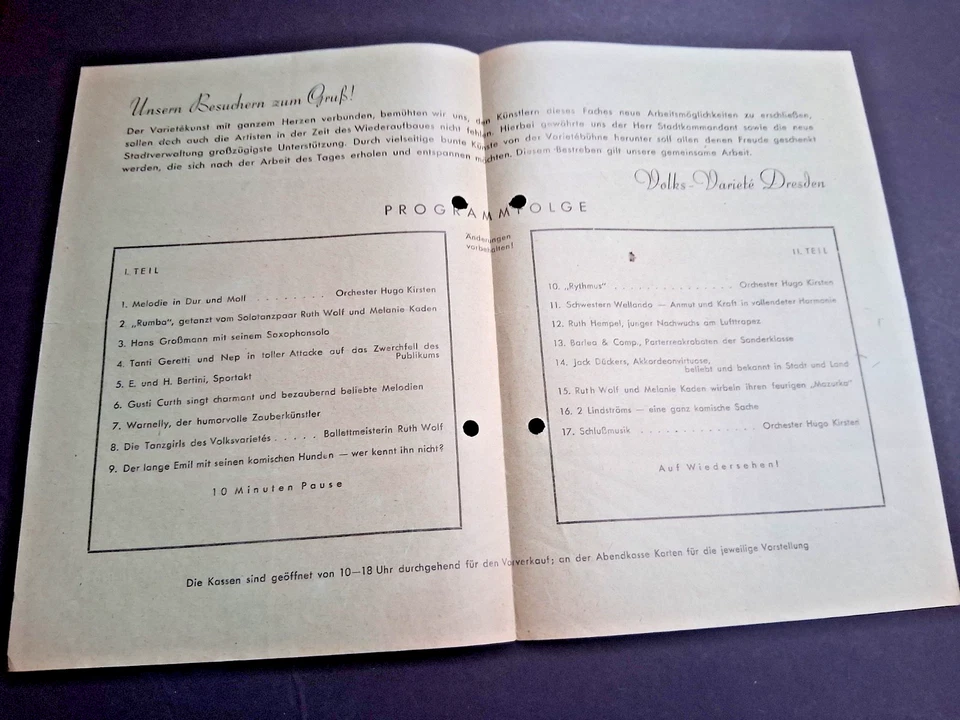 Unsern Besuchern zum Gruß!
Der Varietékunst mit ganzem Herzen verbunden, bemühten wir uns, den Künstlern dieses Faches neue Arbeitsmöglichkeiten zu erschließen,
sollen doch auch die Artisten in der Zeit des Wiederaufbaues nicht fehlen. Hierbei gewährte uns der Herr Stadtkommandant sowie die neue
Stadtverwaltung großzügigste Unterstützung. Durch vielseitige bunte Künste von der Varietébühne herunter soll allen denen Freude geschenkt
werden, die sich nach der Arbeit des Tages erholen und entspannen möchten. Diesem Bestreben gilt unsere gemeinsame Arbeit.
Volks-Varieté Dresden
PROGRAMMFOLGE
Änderungen
vorbehalten!
I. TEIL
1. Melodie in Dur und Moll . . . . . . . . Orchester Hugo Kirsten
2. „Rumba", getanzt vom Solotanzpaar Ruth Wolf und Melanie Kaden
3. Hans Großmann mit seinem Saxophonsolo
4. Tanti Geretti und Nep in toller Attacke auf das Zwerchfell des
Publikums
5. E. und H. Bertini, Sportakt
6. Gusti Curth singt charmant und bezaubernd beliebte Melodien
7. Warnelly, der humorvolle Zauberkünstler
8. Die Tanzgirls des Volksvarietés . . . . . Ballettmeisterin Ruth Wolf
9. Der lange Emil mit seinen komischen Hunden — wer kennt ihn nicht?
10 Minuten Pause
II. TEIL
10. „Rythmus" . . . . . . . . . . . . . . . Orchester Hugo Kirsten
11. Schwestern Wellando — Anmut und Kraft in vollendeter Harmonie
12. Ruth Hempel, junger Nachwuchs am Lufttrapez
13. Barlea & Comp., Parterreakrobaten der Sonderklasse
14. Jack Dückers, Akkordeonvirtuose,
beliebt und bekannt in Stadt und Land
15. Ruth Wolf und Melanie Kaden wirbeln ihren feurigen „Mazurka"
16. 2 Lindströms — eine ganz komische Sache
17. Schlußmusik . . . . . . . . . . . . . . . Orchester Hugo Kirsten
Auf Wiedersehen!
Die Kassen sind geöffnet von 10—18 Uhr durchgehend für den Vorverkauf; an der Abendkasse Karten für die jeweilige Vorstellung